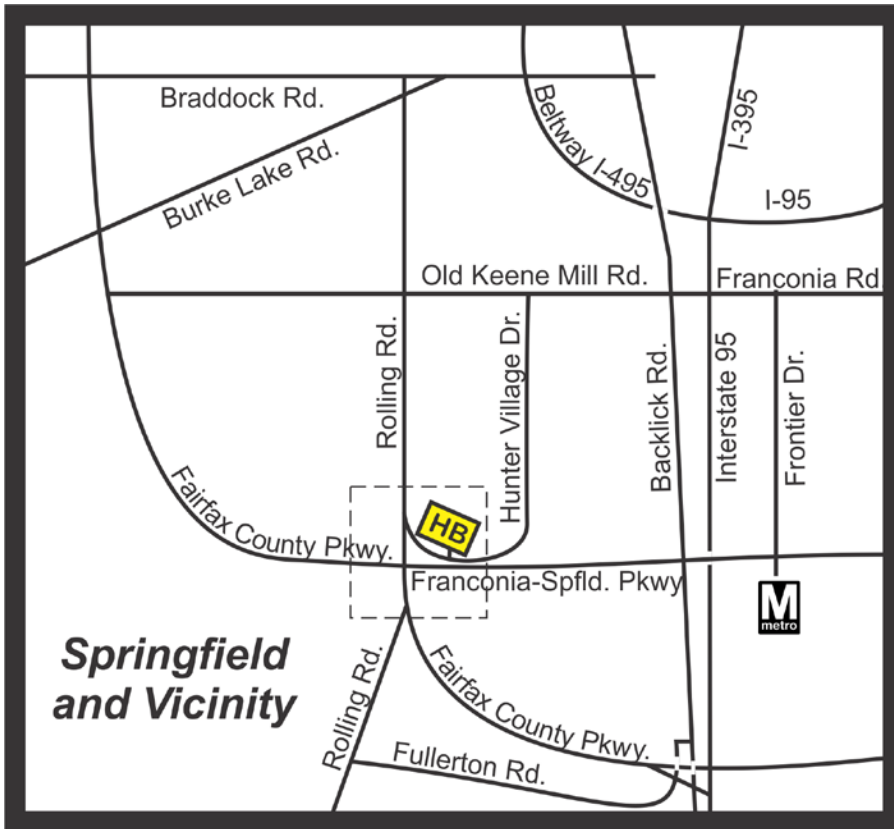 Braddock Rd.
Burke Lake Rd.
Beltway I-495
I-395
I-95
Old Keene Mill Rd.
Franconia Rd
Rolling Rd.
Hunter Village Dr.
Backlick Rd.
Interstate 95
Frontier Dr.
Fairfax County Pkwy.
HB
Franconia-Spfld. Pkwy
M
metro
Springfield
and Vicinity
Rolling Rd.
Fairfax County Pkwy.
Fullerton Rd.